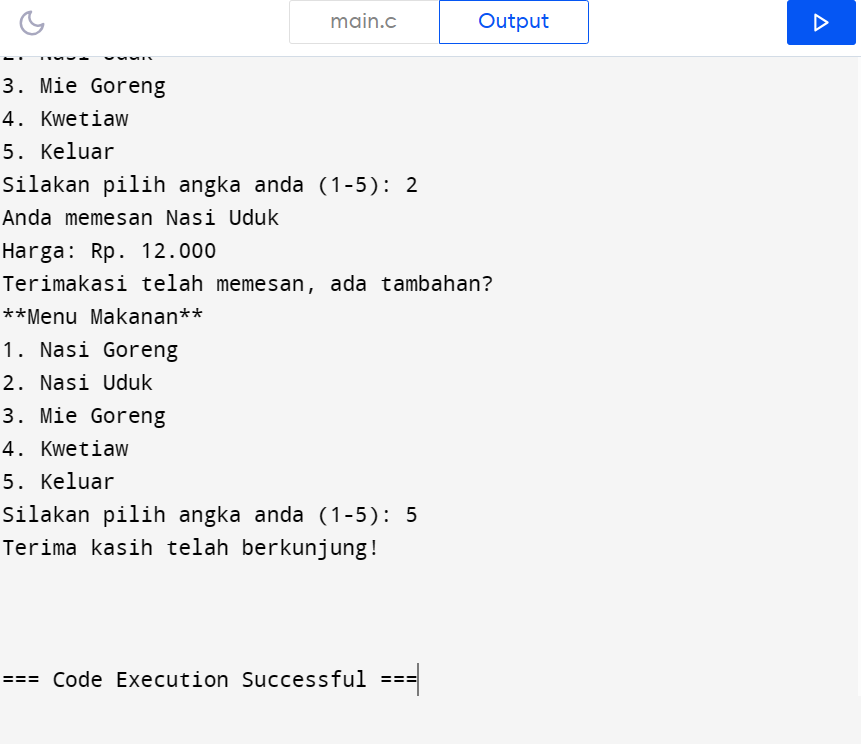 main.c
Output
2. Nasi Uduk
3. Mie Goreng
4. Kwetiaw
5. Keluar
Silakan pilih angka anda (1-5): 2
Anda memesan Nasi Uduk
Harga: Rp. 12.000
Terimakasi telah memesan, ada tambahan?
**Menu Makanan**
1. Nasi Goreng
2. Nasi Uduk
3. Mie Goreng
4. Kwetiaw
5. Keluar
Silakan pilih angka anda (1-5): 5
Terima kasih telah berkunjung!
=== Code Execution Successful ===